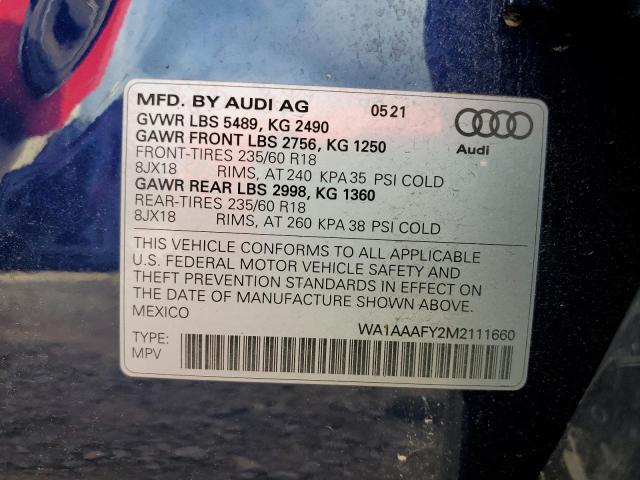 MFD. BY AUDI AG 0521
GVWR LBS 5489, KG 2490
GAWR FRONT LBS 2756, KG 1250
FRONT-TIRES 235/60 R18
8JX18 RIMS, AT 240 KPA 35 PSI COLD
GAWR REAR LBS 2998, KG 1360
REAR-TIRES 235/60 R18
8JX18 RIMS, AT 260 KPA 38 PSI COLD
Audi
THIS VEHICLE CONFORMS TO ALL APPLICABLE
U.S. FEDERAL MOTOR VEHICLE SAFETY AND
THEFT PREVENTION STANDARDS IN EFFECT ON
THE DATE OF MANUFACTURE SHOWN ABOVE.
MEXICO
WA1AAAFY2M2111660
TYPE:
MPV